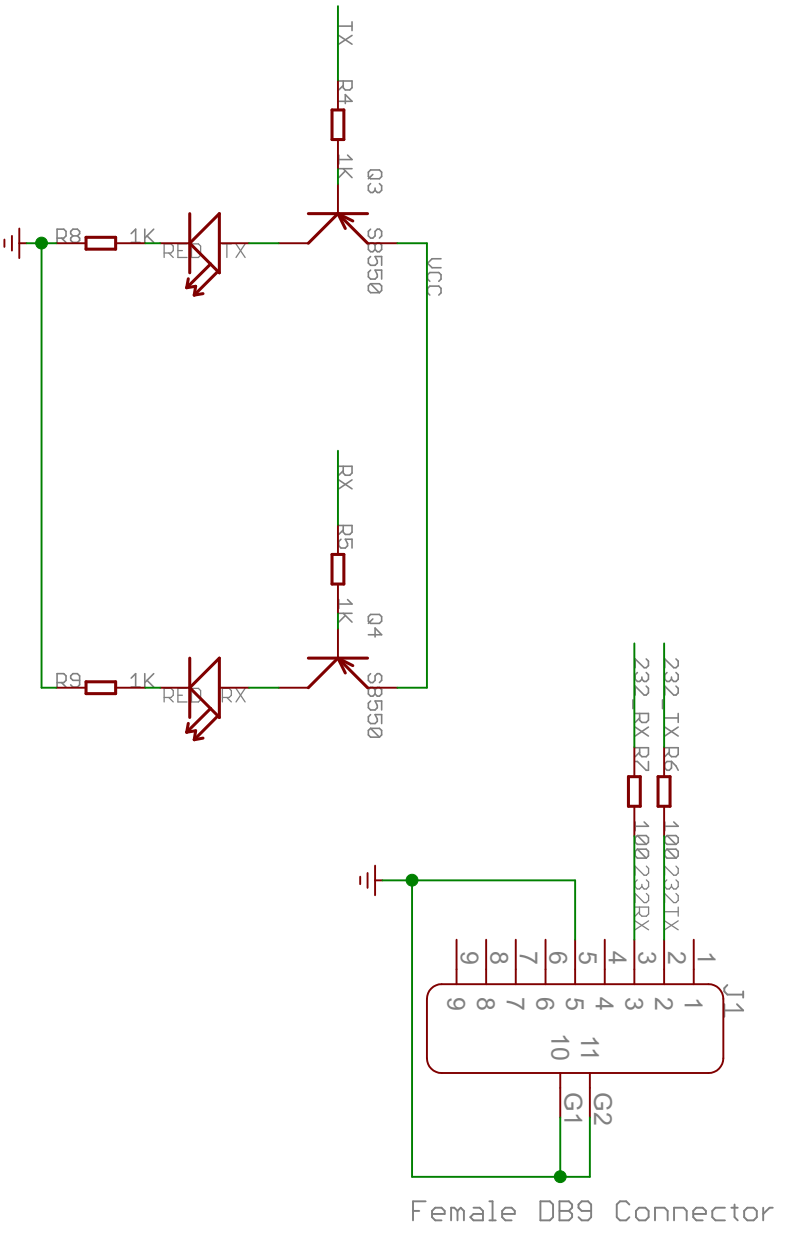 TX
R4
1K
Q3
S8550
R8
1K
RED
TX
VCC
RX
R5
1K
Q4
S8550
R9
1K
RED
RX
232_RX
232_TX
R7
R6
100
100
232RX
232TX
9
8
7
6
5
4
3
2
1
J1
9
8
7
6
5
4
3
2
1
10
11
G1
G2
Female DB9 Connector